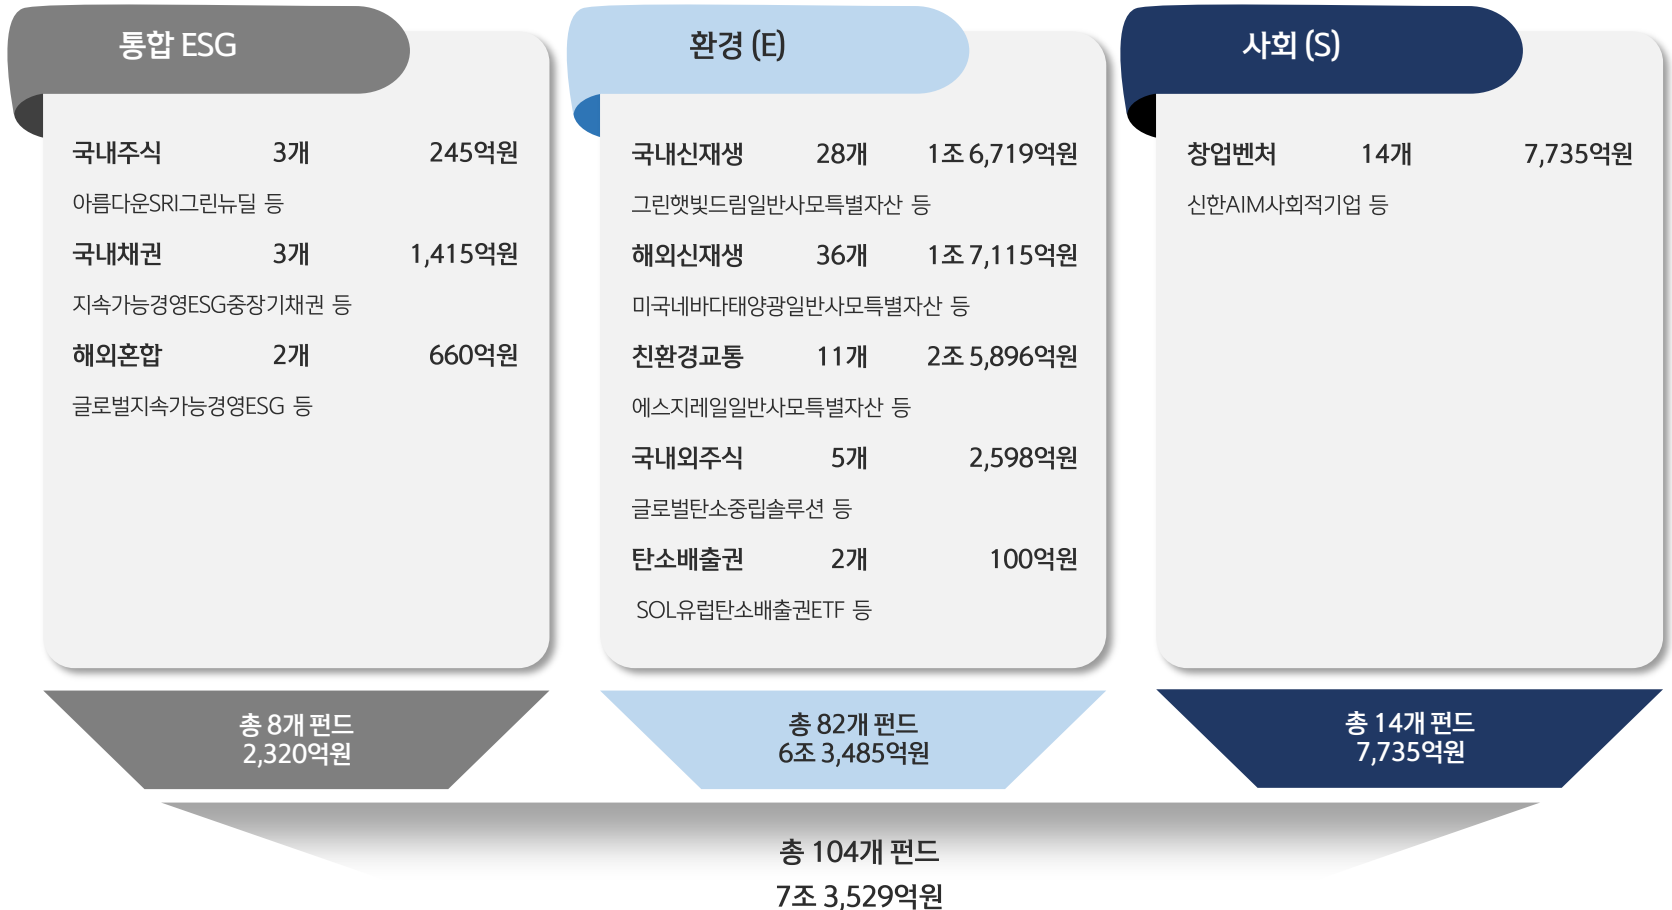 통합 ESG
국내주식 3개 245억원
아름다운SRI그린뉴딜 등
국내채권 3개 1,415억원
지속가능경영ESG중장기채권 등
해외혼합 2개 660억원
글로벌지속가능경영ESG 등
총 8개 펀드
2,320억원
환경 (E)
국내신재생 28개 1조 6,719억원
그린햇빛드림일반사모특별자산 등
해외신재생 36개 1조 7,115억원
미국네바다태양광일반사모특별자산 등
친환경교통 11개 2조 5,896억원
에스지레일일반사모특별자산 등
국내외주식 5개 2,598억원
글로벌탄소중립솔루션 등
탄소배출권 2개 100억원
SOL유럽탄소배출권ETF 등
총 82개 펀드
6조 3,485억원
사회 (S)
창업벤처 14개 7,735억원
신한AIM사회적기업 등
총 14개 펀드
7,735억원
총 104개 펀드
7조 3,529억원